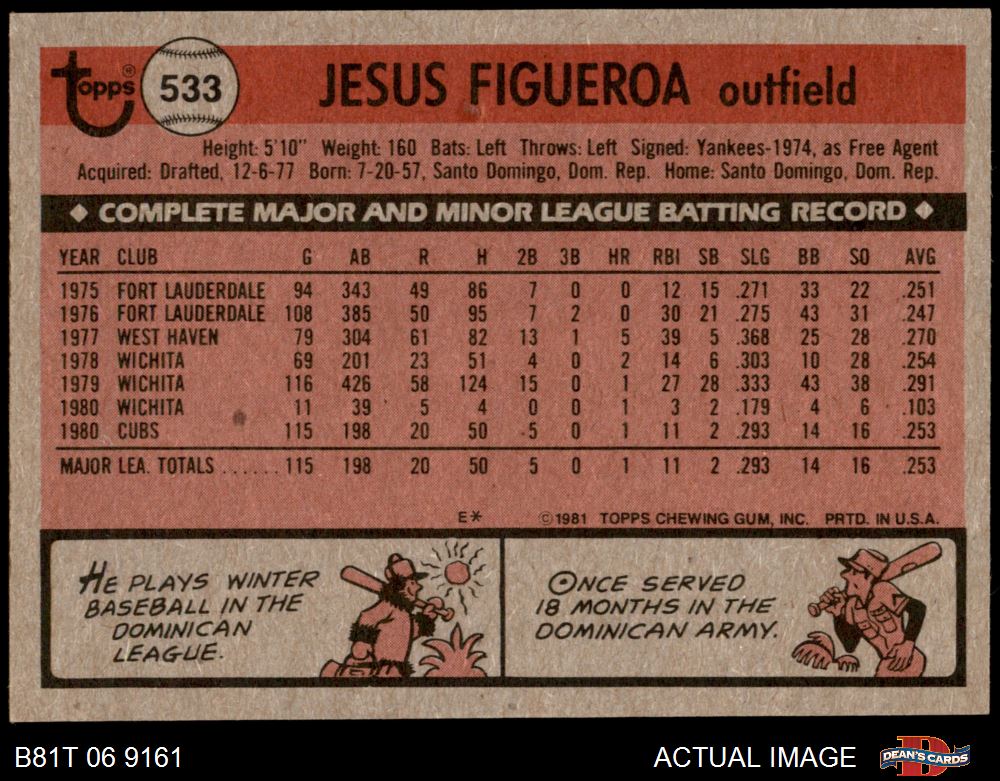 topps® 533 JESUS FIGUEROA outfield
Height: 5'10" Weight: 160 Bats: Left Throws: Left Signed: Yankees-1974, as Free Agent
Acquired: Drafted, 12-6-77 Born: 7-20-57, Santo Domingo, Dom. Rep. Home: Santo Domingo, Dom. Rep.
◆ COMPLETE MAJOR AND MINOR LEAGUE BATTING RECORD ◆
YEAR CLUB G AB R H 2B 3B HR RBI SB SLG BB SO AVG
1975 FORT LAUDERDALE 94 343 49 86 7 0 0 12 15 .271 33 22 .251
1976 FORT LAUDERDALE 108 385 50 95 7 2 0 30 21 .275 43 31 .247
1977 WEST HAVEN 79 304 61 82 13 1 5 39 5 .368 25 28 .270
1978 WICHITA 69 201 23 51 4 0 2 14 6 .303 10 28 .254
1979 WICHITA 116 426 58 124 15 0 1 27 28 .333 43 38 .291
1980 WICHITA 11 39 5 4 0 0 1 3 2 .179 4 6 .103
1980 CUBS 115 198 20 50 5 0 1 11 2 .293 14 16 .253
MAJOR LEA. TOTALS ...... 115 198 20 50 5 0 1 11 2 .293 14 16 .253
E* ©1981 TOPPS CHEWING GUM, INC. PRTD. IN U.S.A.
HE PLAYS WINTER
BASEBALL IN THE
DOMINICAN
LEAGUE.
ONCE SERVED
18 MONTHS IN THE
DOMINICAN ARMY.
B81T 06 9161 ACTUAL IMAGE DEAN'S CARDS